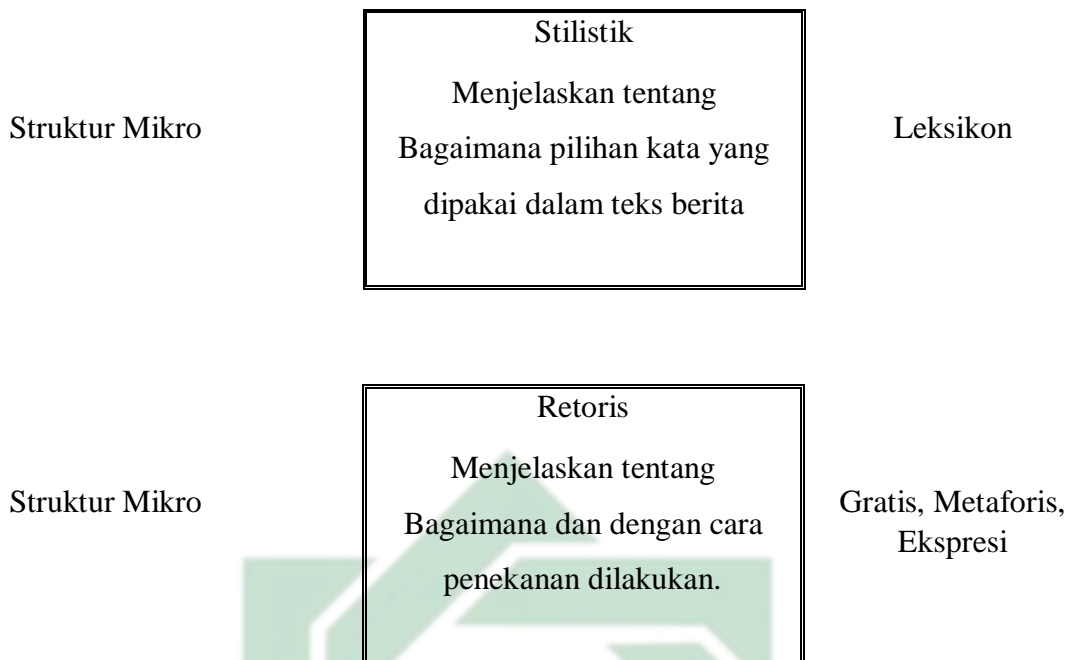 Stilistik
Menjelaskan tentang
Struktur Mikro
Bagaimana pilihan kata yang
Leksikon
dipakai dalam teks berita
Retoris
Menjelaskan tentang
Struktur Mikro
Bagaimana dan dengan cara
penekanan dilakukan.
Gratis, Metaforis,
Ekspresi